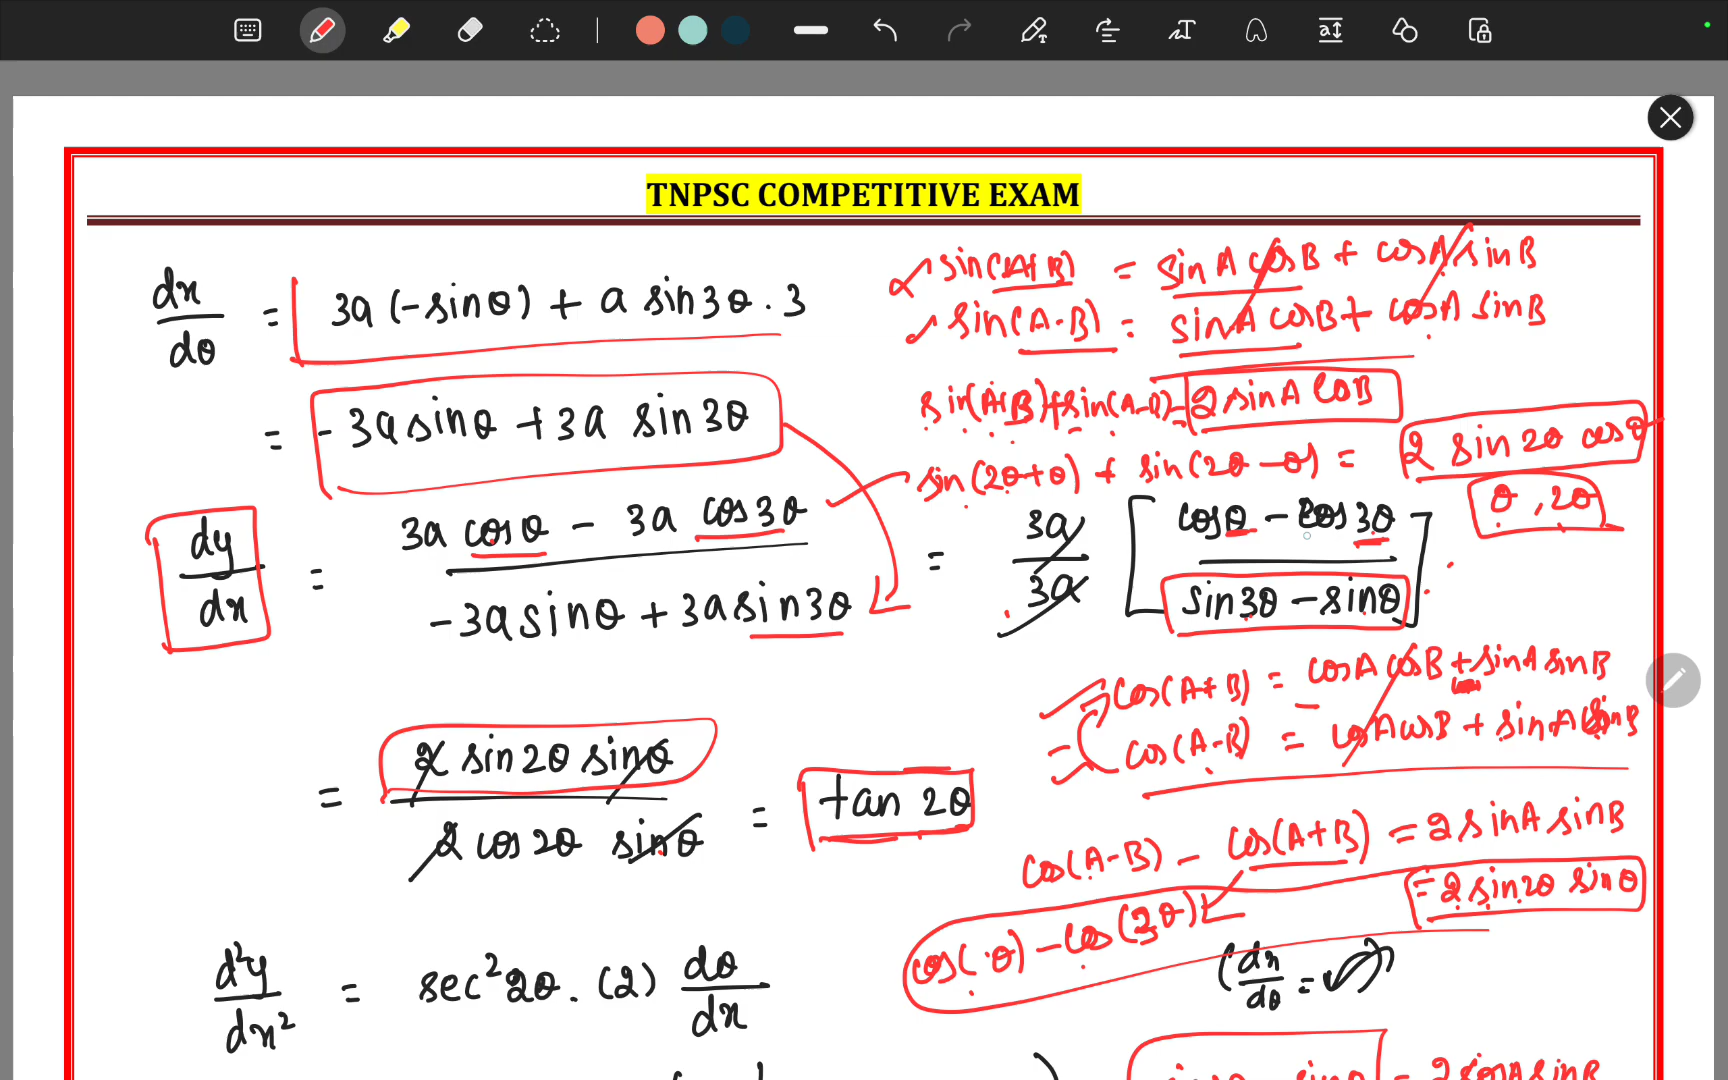 TNPSC COMPETITIVE EXAM
dx/dθ = 3a (-sinθ) + a sin3θ . 3
= -3a sinθ + 3a sin3θ
dy/dx = (3a cosθ - 3a cos3θ) / (-3a sinθ + 3a sin3θ) = 3a/3a [(cosθ - cos3θ) / (sin3θ - sinθ)]
= (2 sin2θ sinθ) / (2 cos2θ sinθ) = tan 2θ
d²y/dx² = sec²2θ . (2) dθ/dx
sin(A+B) = sinA cosB + cosA sinB
sin(A-B) = sinA cosB + cosA sinB
sin(A+B) + sin(A-B) = 2 sinA cosB
sin(2θ+θ) + sin(2θ-θ) = 2 sin2θ cosθ
θ, 2θ
cos(A+B) = cosA cosB + sinA sinB
cos(A-B) = cosA cosB + sinA sinB
cos(A-B) - cos(A+B) = 2 sinA sinB
= 2 sin2θ sinθ
cos(θ) - cos(3θ)
(dx/dθ = )